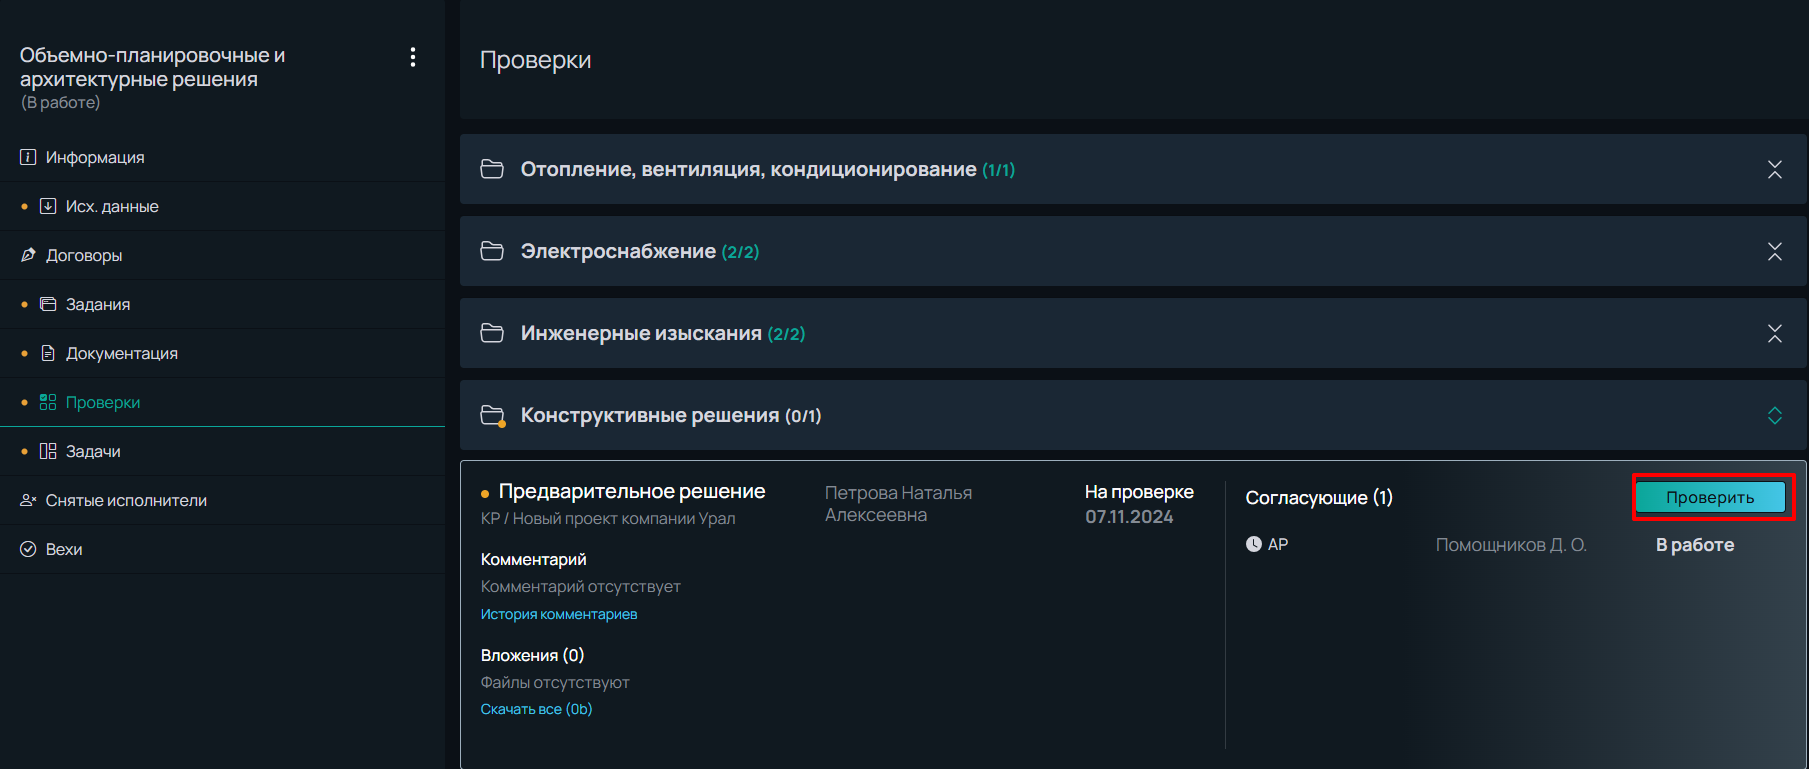 Объемно-планировочные и
архитектурные решения
(В работе)
Информация
Исх. данные
Договоры
Задания
Документация
Проверки
Задачи
Снятые исполнители
Вехи
Проверки
Отопление, вентиляция, кондиционирование (1/1)
Электроснабжение (2/2)
Инженерные изыскания (2/2)
Конструктивные решения (0/1)
Предварительное решение
КР / Новый проект компании Урал
Петрова Наталья
Алексеевна
На проверке
07.11.2024
Комментарий
Комментарий отсутствует
История комментариев
Вложения (0)
Файлы отсутствуют
Скачать все (0b)
Согласующие (1)
Проверить
АР
Помощников Д. О.
В работе